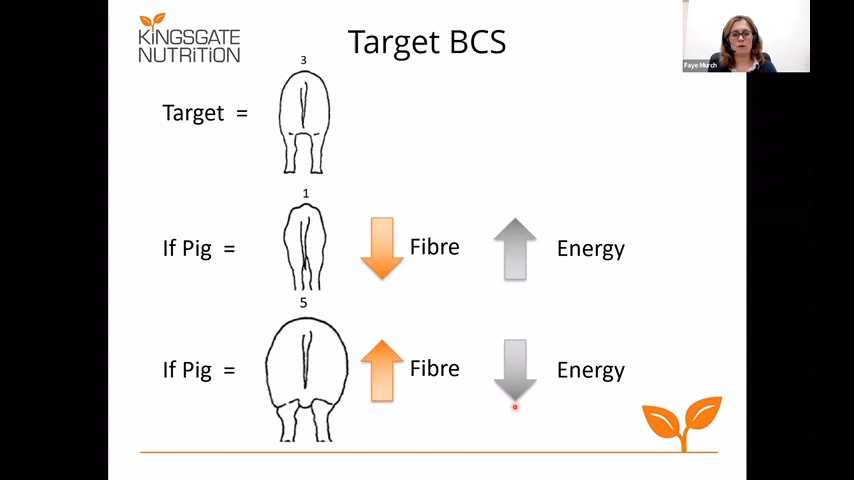 KiNGSGATE
NUTRiTiON
Target BCS
Faye Murch
3
Target =
1
If Pig = Fibre Energy
5
If Pig = Fibre Energy